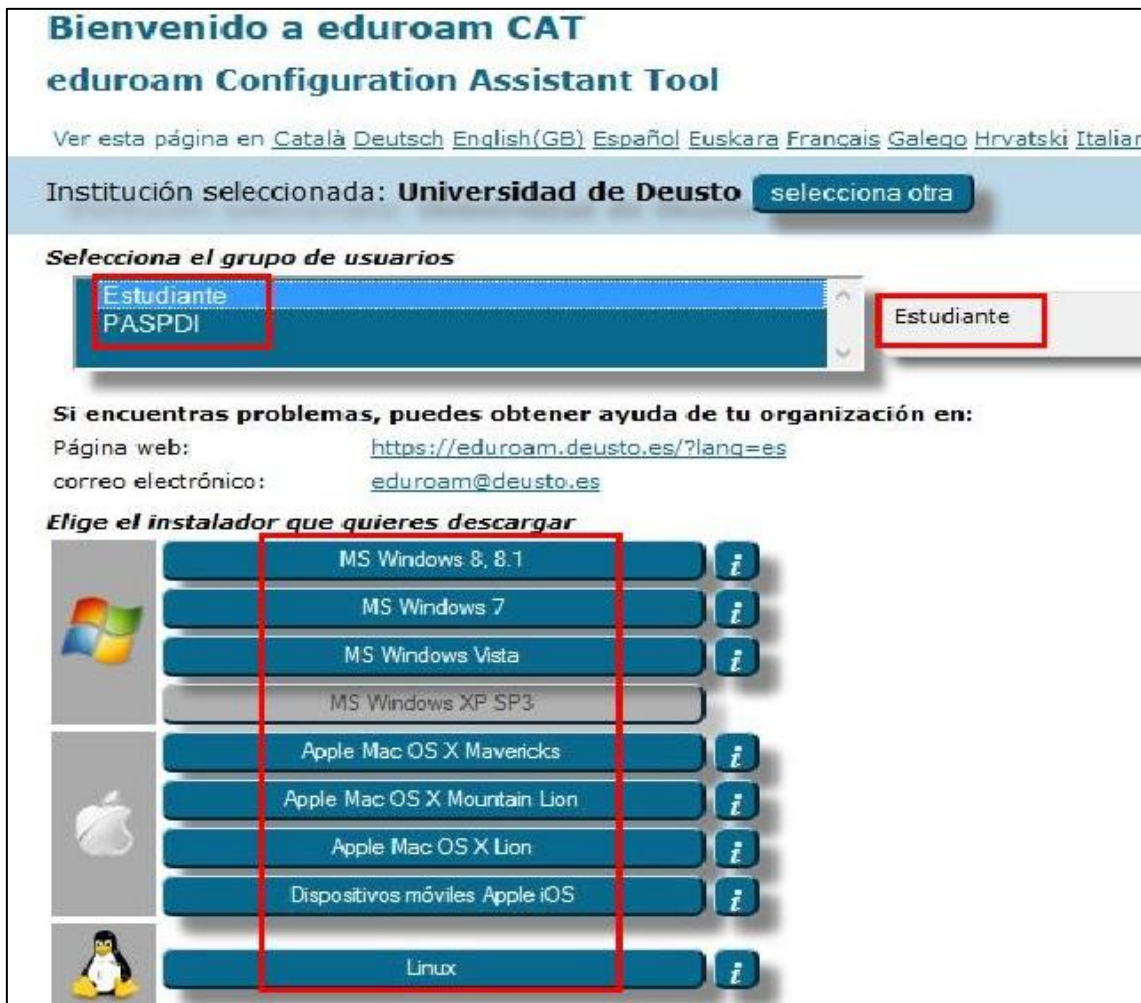 Bienvenido a eduroam CAT
eduroam Configuration Assistant Tool
Ver esta página en Català Deutsch English(GB) Español Euskara Français Galego Hrvatski Italian
Institución seleccionada: Universidad de Deusto selecciona otra
Selecciona el grupo de usuarios
Estudiante
PASPDI
Estudiante
Si encuentras problemas, puedes obtener ayuda de tu organización en:
Página web: https://eduroam.deusto.es/?lang=es
correo electrónico: eduroam@deusto.es
Elige el instalador que quieres descargar
MS Windows 8, 8.1 i
MS Windows 7 i
MS Windows Vista i
MS Windows XP SP3
Apple Mac OS X Mavericks i
Apple Mac OS X Mountain Lion i
Apple Mac OS X Lion i
Dispositivos móviles Apple iOS i
Linux i